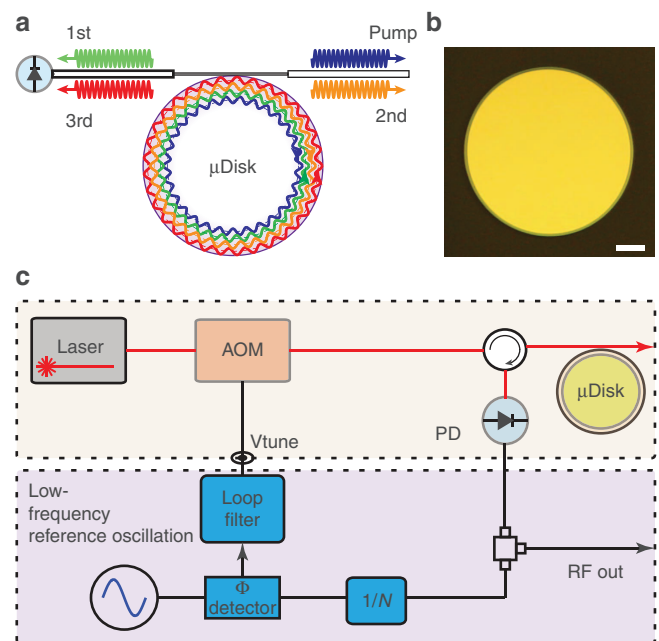 a
1st
Pump
3rd
2nd
μDisk
b
c
Laser
AOM
μDisk
PD
Vtune
Low-
frequency
reference oscillation
Loop
filter
Φ
detector
1/N
RF out